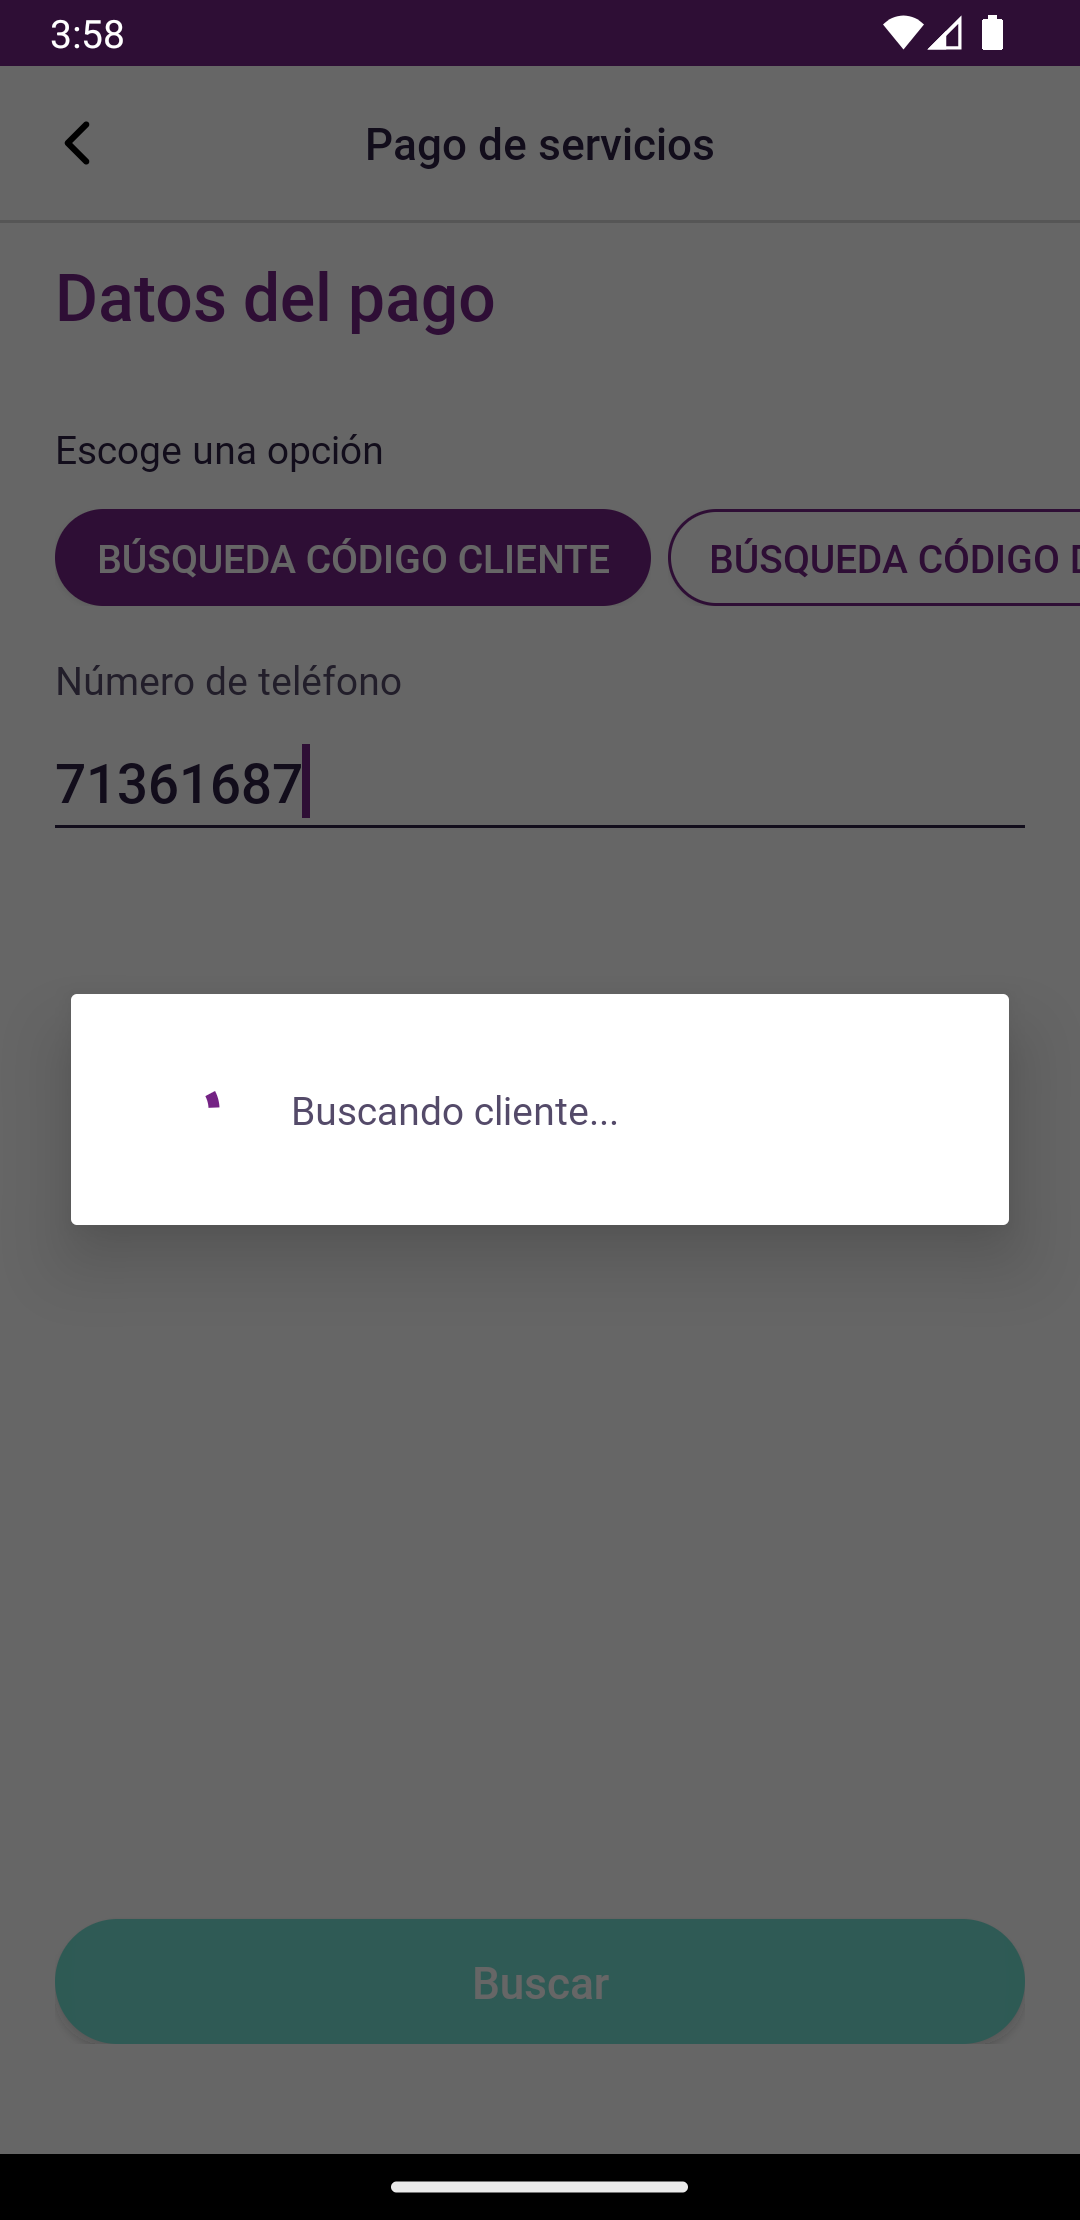 3:58
Pago de servicios
Datos del pago
Escoge una opción
BÚSQUEDA CÓDIGO CLIENTE
BÚSQUEDA CÓDIGO
Número de teléfono
71361687
Buscando cliente...
Buscar